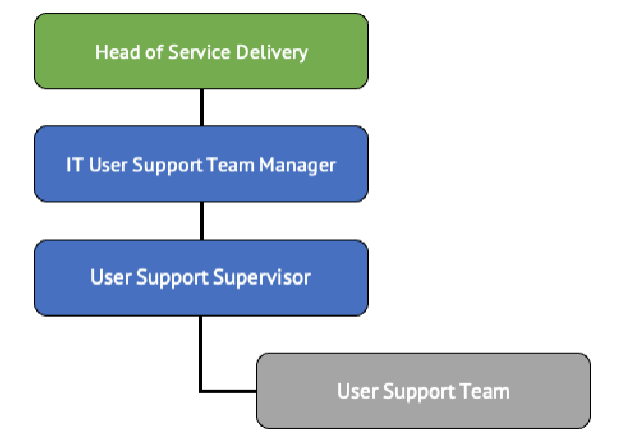 Head of Service Delivery
IT User Support Team Manager
User Support Supervisor
User Support Team